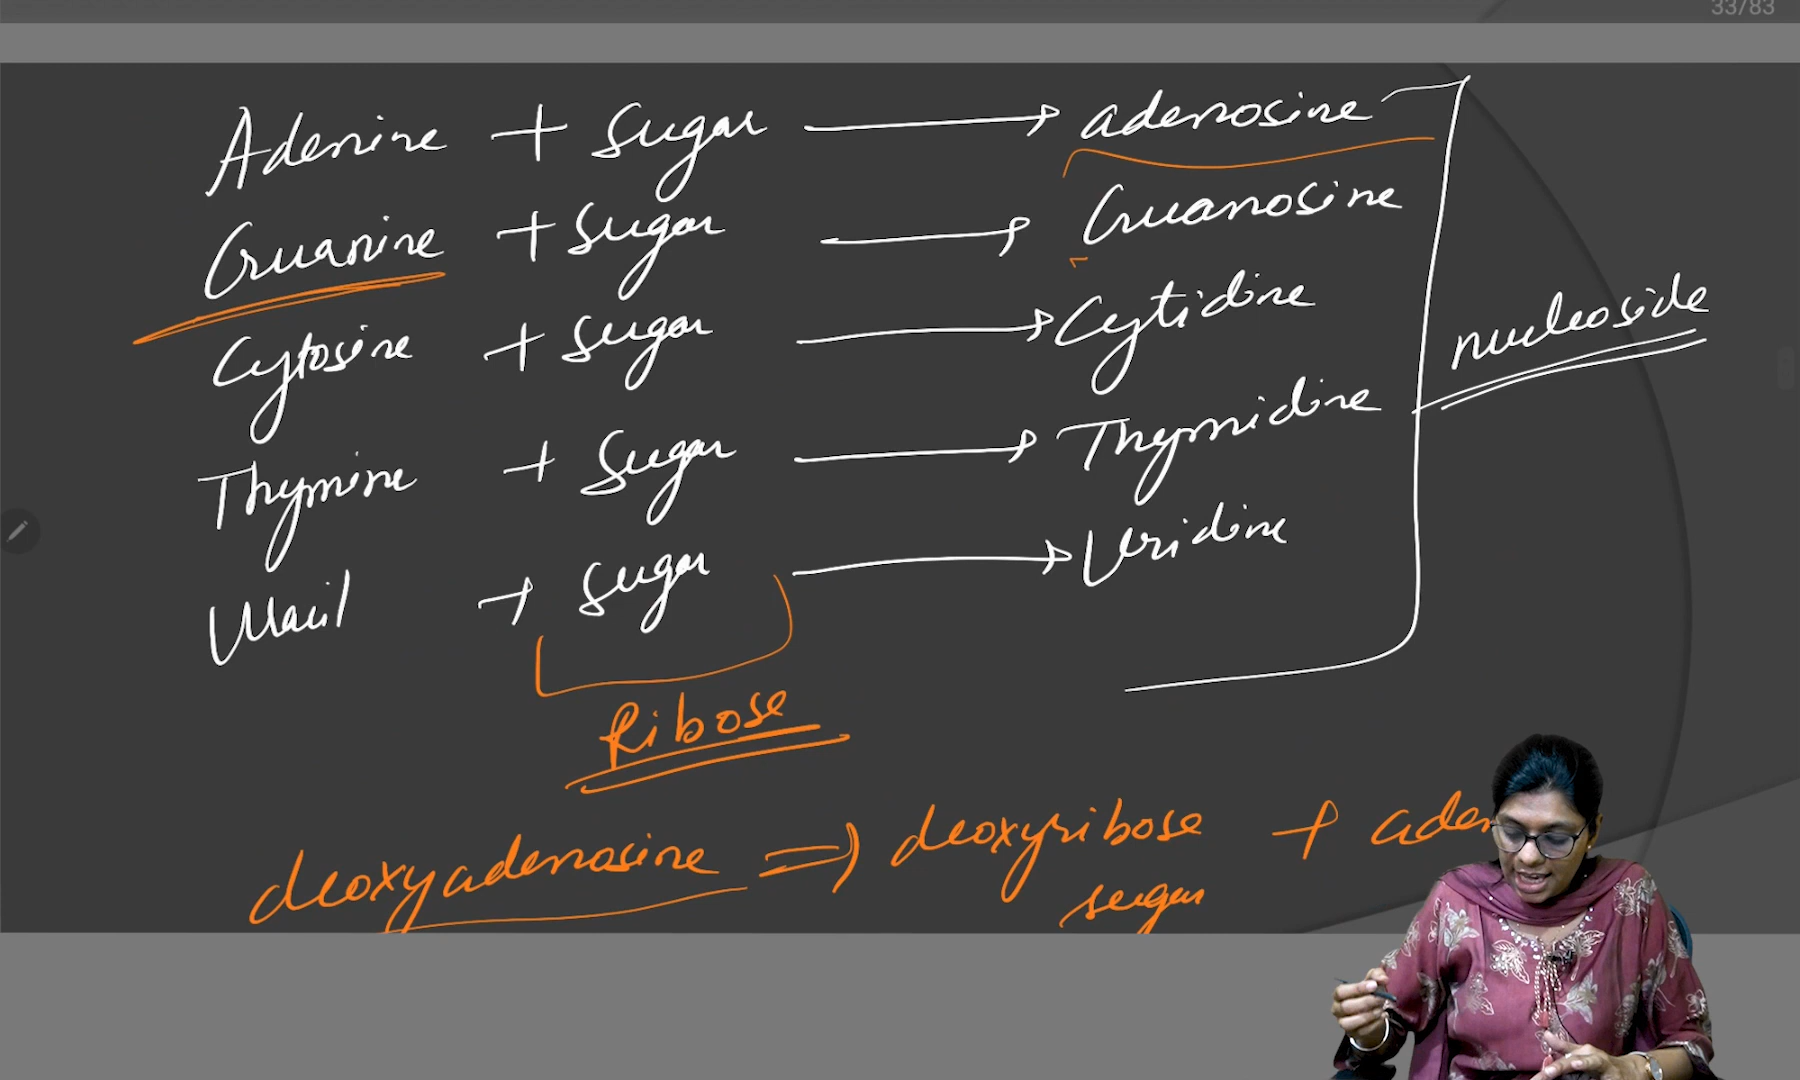 33/83
Adenine + Sugar → adenosine
Guanine + Sugar → Guanosine
Cytosine + Sugar → Cytidine
Thymine + Sugar → Thymidine
Uracil + Sugar → Uridine
nucleoside
Ribose
deoxyadenosine ⇒ deoxyribose + aden
sugar